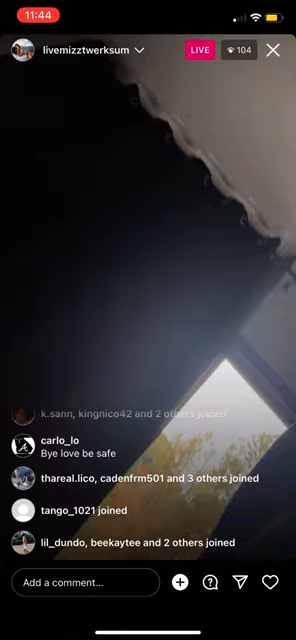 11:44
livemizztwerksum
LIVE
104
k.sann, kingnico42 and 2 others joined
carlo_lo
Bye love be safe
thareal.lico, cadenfrm501 and 3 others joined
tango_1021 joined
lil_dundo, beekaytee and 2 others joined
Add a comment...